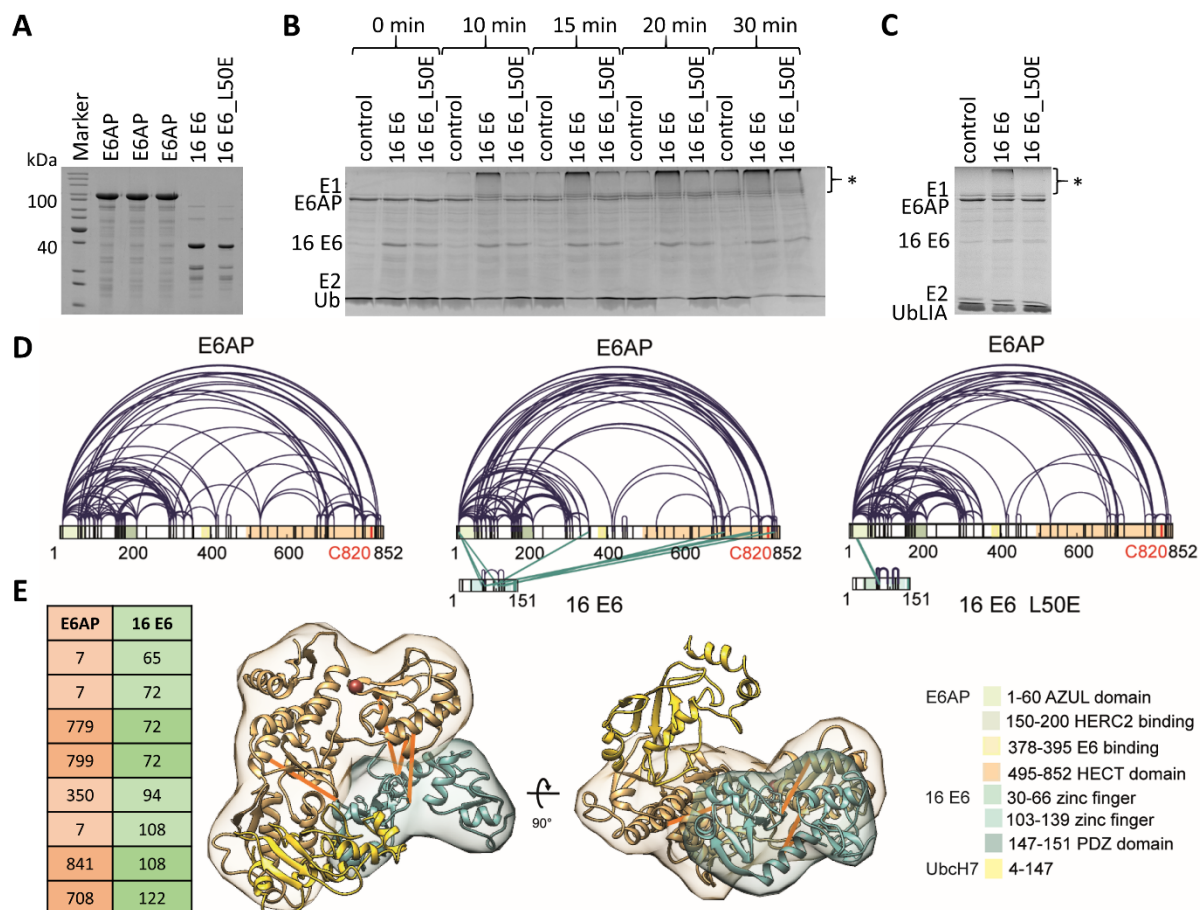 A
kDa
Marker
E6AP
E6AP
E6AP
16 E6
16 E6_L50E
100
40
B
0 min
10 min
15 min
20 min
30 min
control
16 E6
16 E6_L50E
control
16 E6
16 E6_L50E
control
16 E6
16 E6_L50E
control
16 E6
16 E6_L50E
control
16 E6
16 E6_L50E
E1
E6AP
16 E6
E2
Ub
*
C
control
16 E6
16 E6_L50E
E1
E6AP
16 E6
E2
UbLIA
*
D
E6AP
1 200 400 600 C820 852
E6AP
1 200 400 600 C820 852
1 151
16 E6
E6AP
1 200 400 600 C820 852
1 151
16 E6 L50E
E
E6AP 16 E6
7 65
7 72
779 72
799 72
350 94
7 108
841 108
708 122
90°
E6AP 1-60 AZUL domain
150-200 HERC2 binding
378-395 E6 binding
495-852 HECT domain
16 E6 30-66 zinc finger
103-139 zinc finger
147-151 PDZ domain
UbcH7 4-147